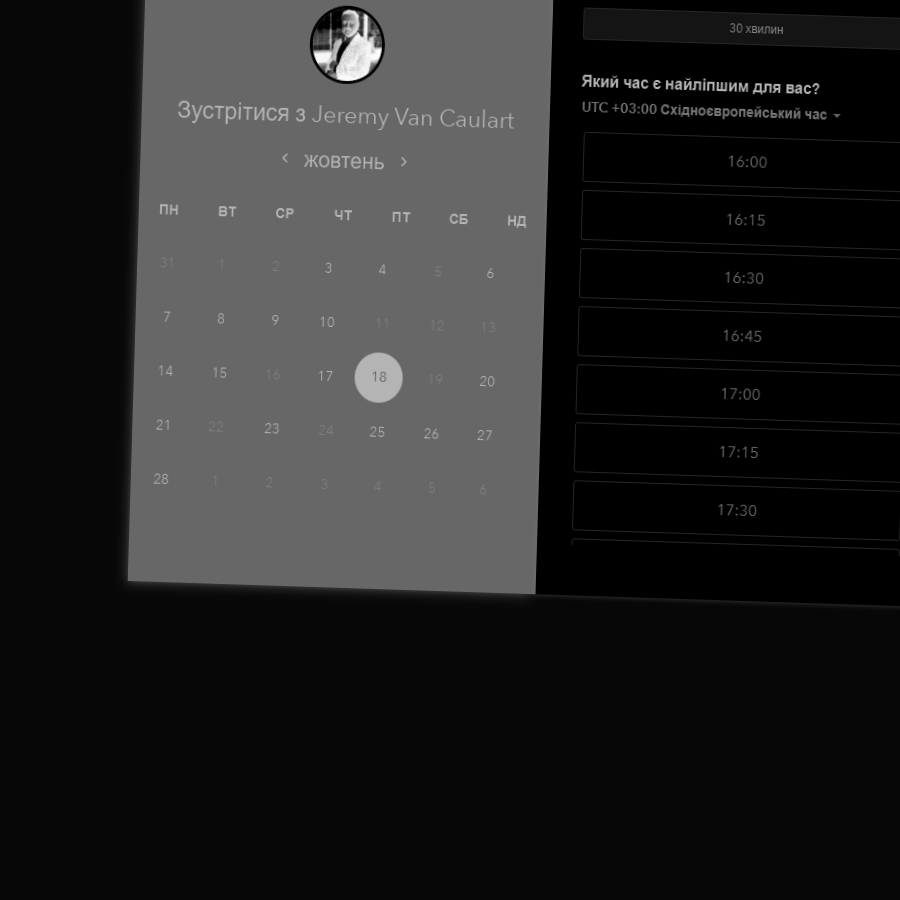 Зустрітися з Jeremy Van Caulart
жовтень
ПН ВТ СР ЧТ ПТ СБ НД
31 1 2 3 4 5 6
7 8 9 10 11 12 13
14 15 16 17 18 19 20
21 22 23 24 25 26 27
28 1 2 3 4 5 6
30 хвилин
Який час є найліпшим для вас?
UTC +03:00 Східноєвропейський час
16:00
16:15
16:30
16:45
17:00
17:15
17:30